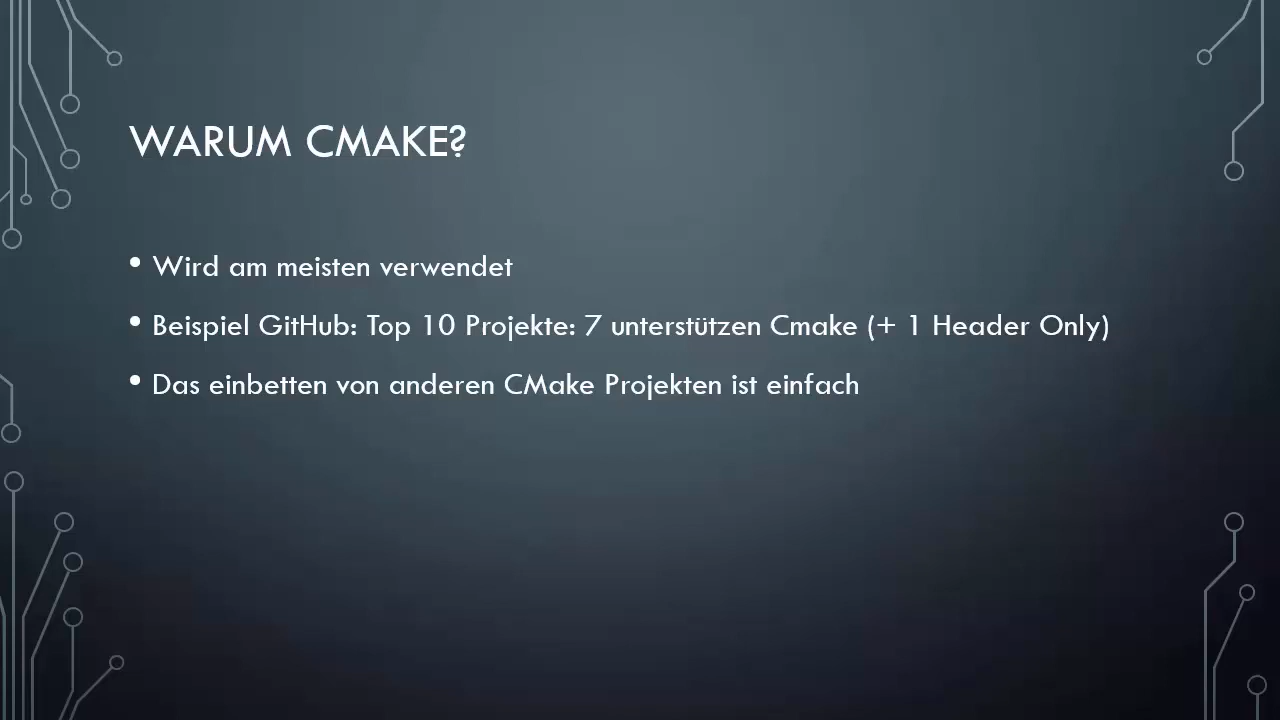 WARUM CMAKE?
• Wird am meisten verwendet
• Beispiel GitHub: Top 10 Projekte: 7 unterstützen Cmake (+ 1 Header Only)
• Das einbetten von anderen CMake Projekten ist einfach